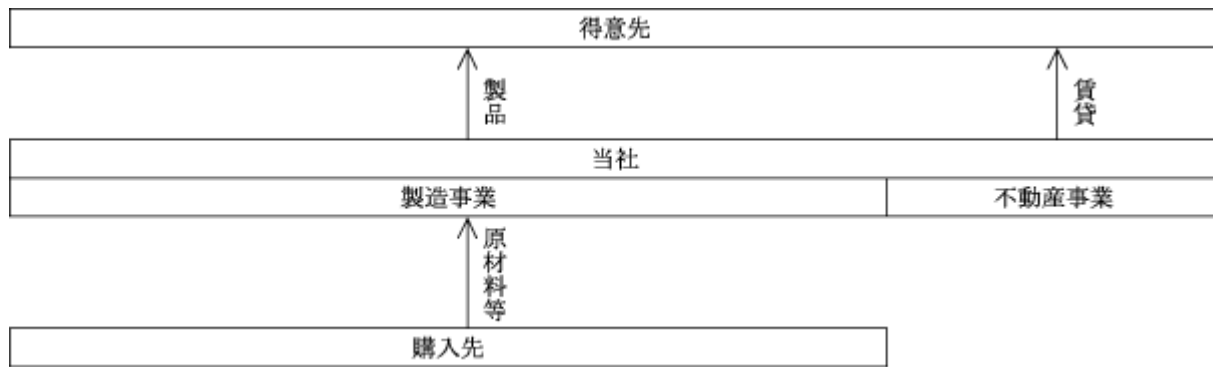 得意先
製品
賃貸
当社
製造事業
不動産事業
原材料等
購入先